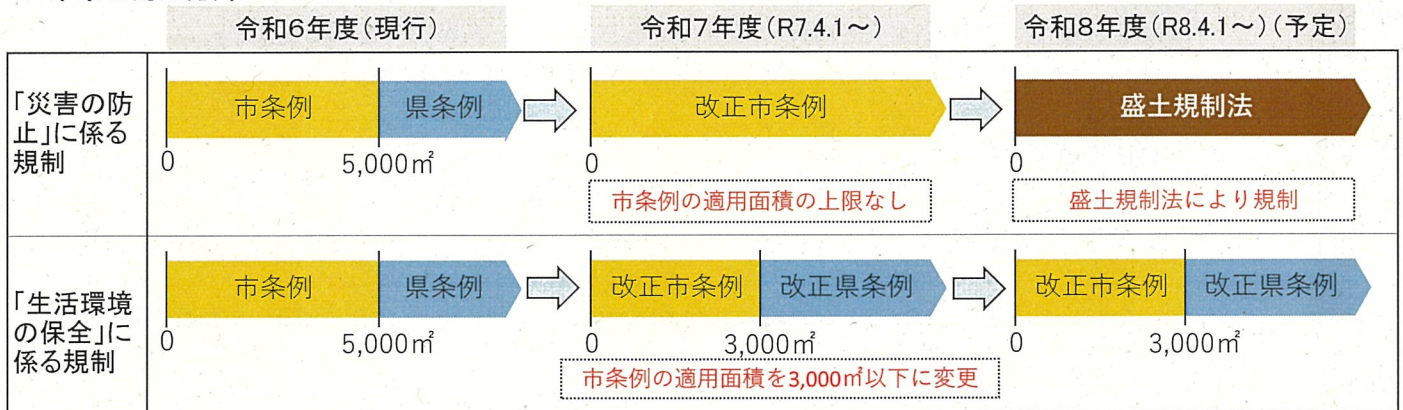 令和6年度(現行)
令和7年度(R7.4.1～)
令和8年度(R8.4.1～)(予定)
「災害の防
止」に係る
規制
市条例
県条例
0
5,000㎡
改正市条例
0
市条例の適用面積の上限なし
盛土規制法
0
盛土規制法により規制
「生活環境
の保全」に
係る規制
市条例
県条例
0
5,000㎡
改正市条例
改正県条例
0
3,000㎡
市条例の適用面積を3,000㎡以下に変更
改正市条例
改正県条例
0
3,000㎡